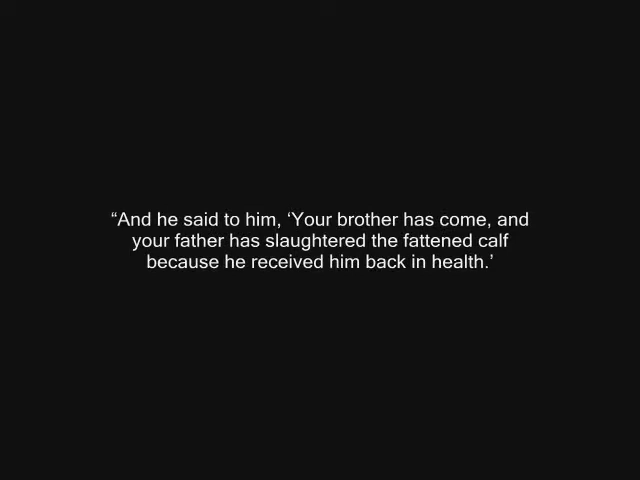 “And he said to him, ‘Your brother has come, and
your father has slaughtered the fattened calf
because he received him back in health.’